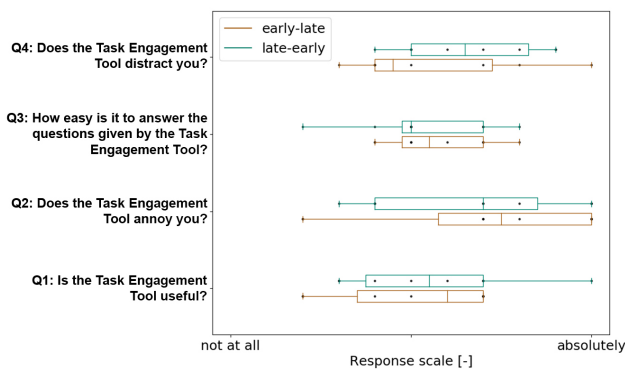 early-late
late-early
Q4: Does the Task Engagement
Tool distract you?
Q3: How easy is it to answer the
questions given by the Task
Engagement Tool?
Q2: Does the Task Engagement
Tool annoy you?
Q1: Is the Task Engagement
Tool useful?
not at all
absolutely
Response scale [-]